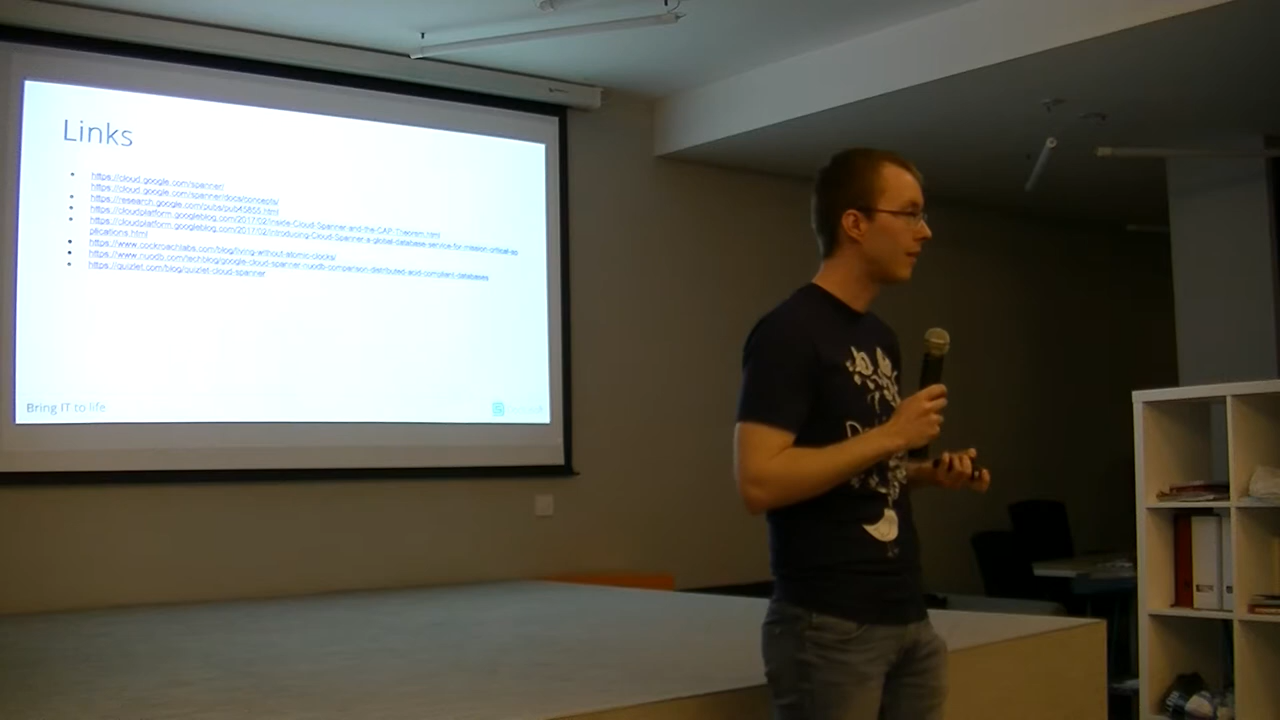 Links
https://cloud.google.com/spanner/
https://cloud.google.com/spanner/docs/concepts/
https://research.google.com/pubs/pub45855.html
https://cloudplatform.googleblog.com/2017/02/inside-Cloud-Spanner-and-the-CAP-Theorem.html
https://cloudplatform.googleblog.com/2017/02/introducing-Cloud-Spanner-a-global-database-service-for-mission-critical-ap
plications.html
https://www.cockroachlabs.com/blog/living-without-atomic-clocks/
https://www.nuodb.com/techblog/google-cloud-spanner-nuodb-comparison-distributed-acid-compliant-databases
https://quizlet.com/blog/quizlet-cloud-spanner
Bring IT to life